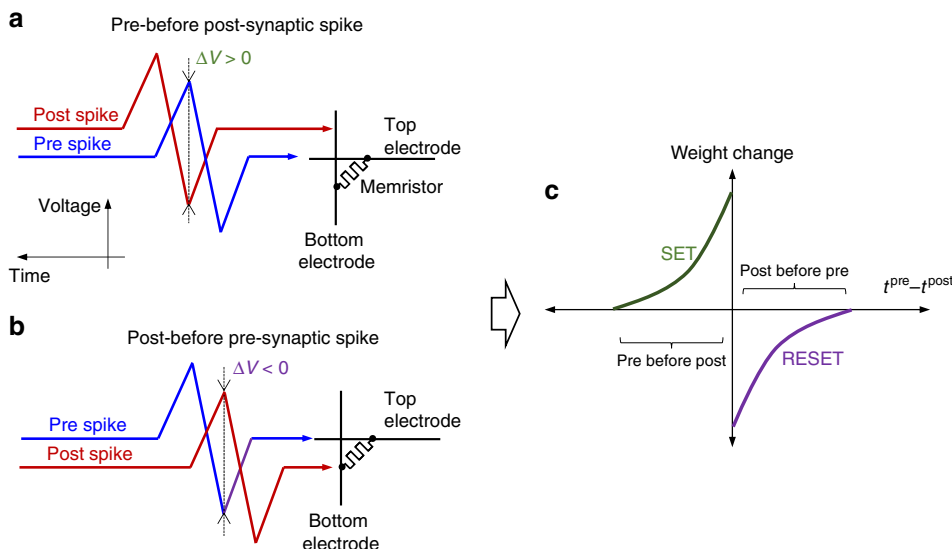 a
Pre-before post-synaptic spike
ΔV > 0
Post spike
Pre spike
Top
electrode
Memristor
Voltage
Bottom
electrode
Time
b
Post-before pre-synaptic spike
ΔV < 0
Top
electrode
Pre spike
Post spike
Bottom
electrode
c
Weight change
SET
Post before pre
t^pre–t^post
Pre before post
RESET